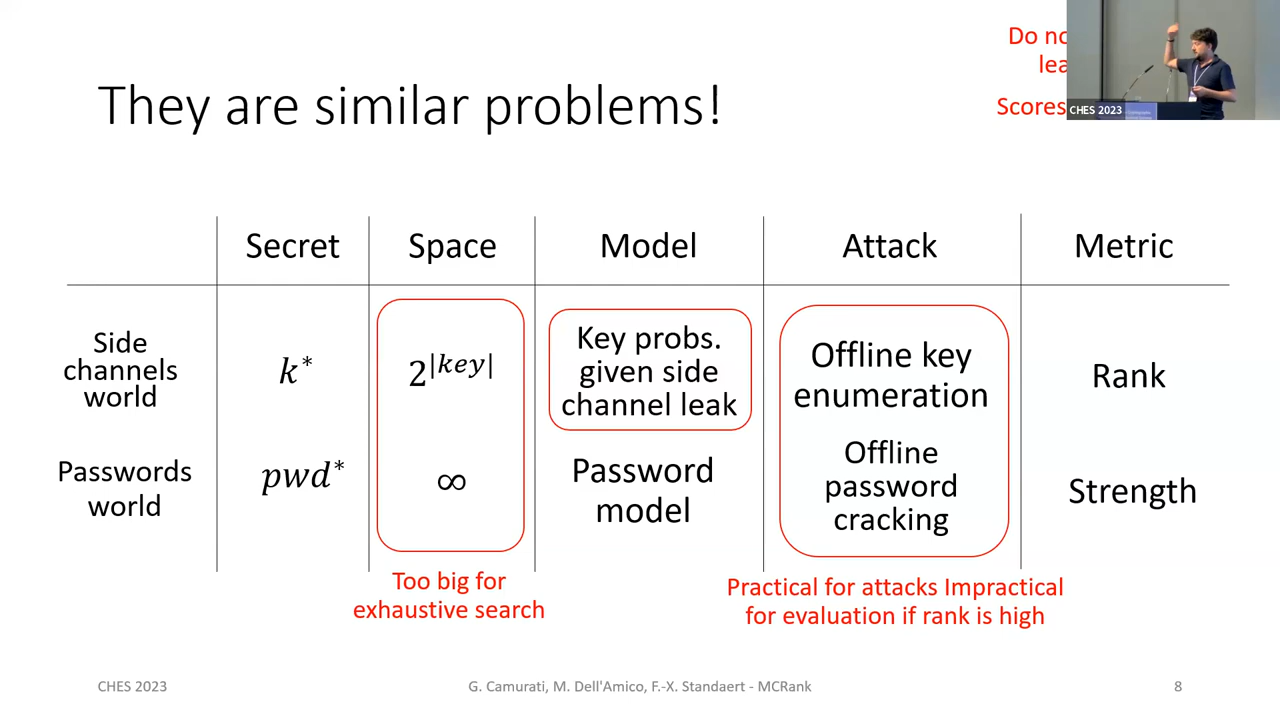 Do
Scores
CHES 2023
They are similar problems!
Secret
Space
Model
Attack
Metric
Side
channels
world
k*
2^|key|
Key probs.
given side
channel leak
Offline key
enumeration
Rank
Passwords
world
pwd*
∞
Password
model
Offline
password
cracking
Strength
Too big for
exhaustive search
Practical for attacks Impractical
for evaluation if rank is high
CHES 2023
G. Camurati, M. Dell'Amico, F.-X. Standaert - MCRank
8